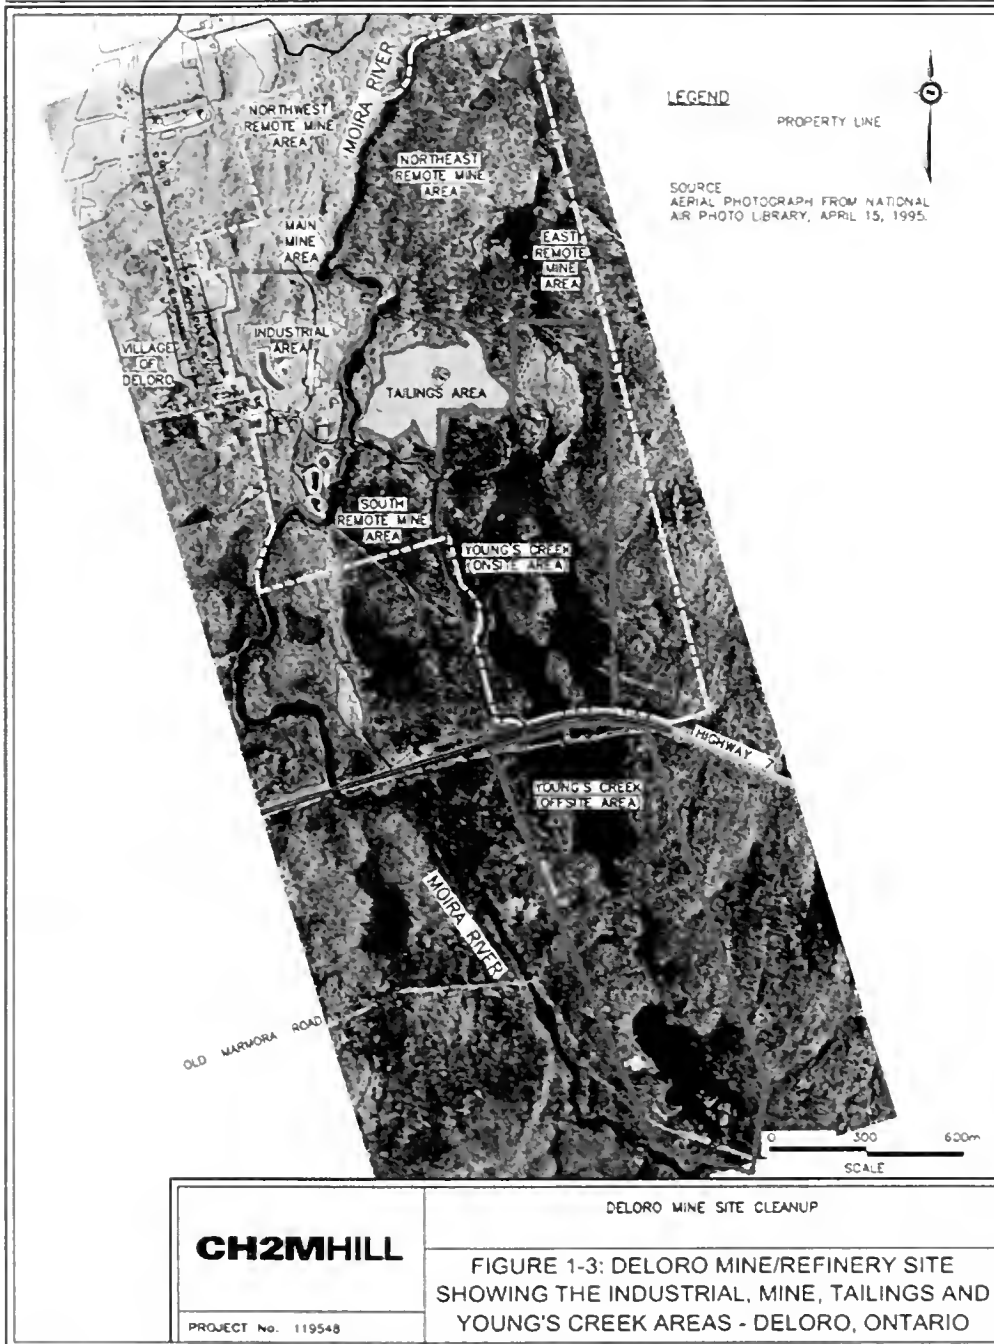 MOIRA RIVER
NORTHWEST
REMOTE MINE
AREA
NORTHEAST
REMOTE MINE
AREA
LEGEND
PROPERTY LINE
SOURCE
AERIAL PHOTOGRAPH FROM NATIONAL
AIR PHOTO LIBRARY, APRIL 15, 1995.
MAIN
MINE
AREA
EAST
REMOTE
MINE
AREA
INDUSTRIAL
AREA
VILLAGE
OF
DELORO
TAILINGS AREA
SOUTH
REMOTE MINE
AREA
YOUNG'S CREEK
(ONSITE AREA)
HIGHWAY 7
YOUNG'S CREEK
(OFFSITE AREA)
MOIRA RIVER
OLD MARMORA ROAD
0 300 600m
SCALE
CH2MHILL
PROJECT No. 119548
DELORO MINE SITE CLEANUP
FIGURE 1-3: DELORO MINE/REFINERY SITE
SHOWING THE INDUSTRIAL, MINE, TAILINGS AND
YOUNG'S CREEK AREAS - DELORO, ONTARIO